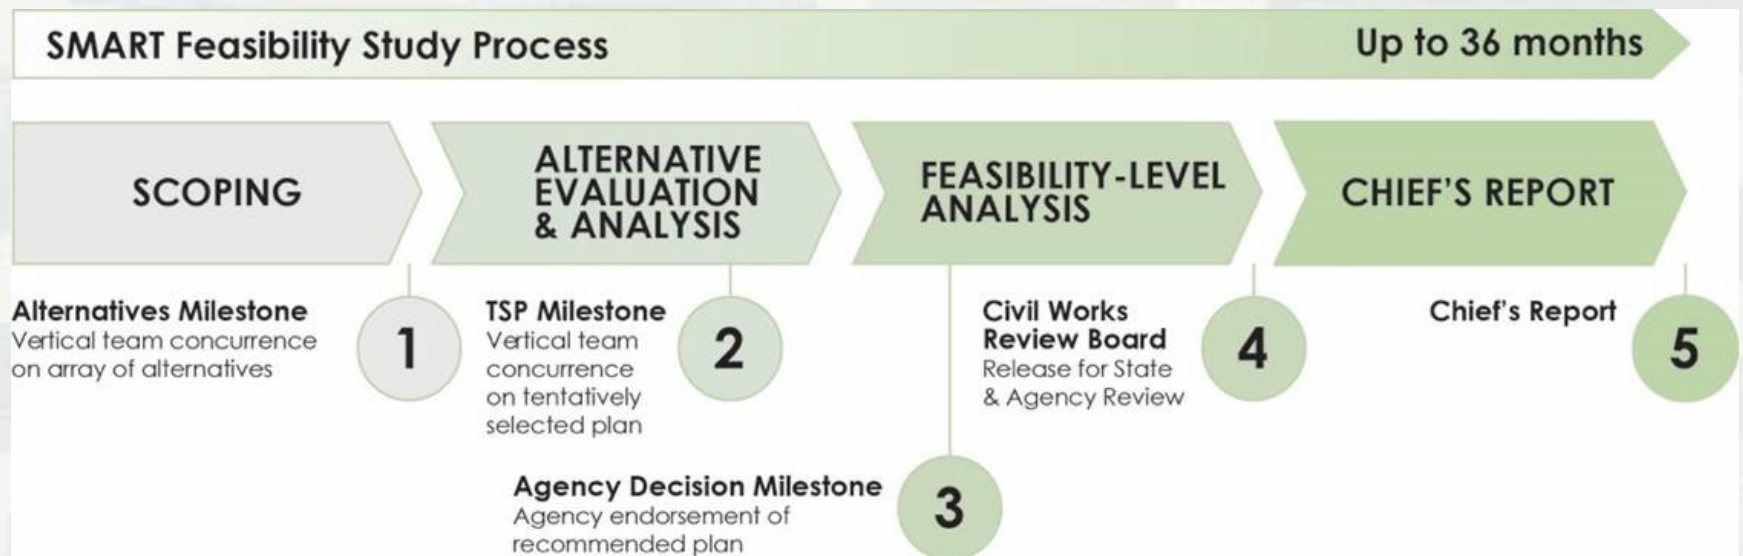 SMART Feasibility Study Process
Up to 36 months
SCOPING
ALTERNATIVE
EVALUATION
& ANALYSIS
FEASIBILITY-LEVEL
ANALYSIS
CHIEF'S REPORT
Alternatives Milestone
Vertical team concurrence
on array of alternatives
1
TSP Milestone
Vertical team
concurrence
on tentatively
selected plan
2
Agency Decision Milestone
Agency endorsement of
recommended plan
3
Civil Works
Review Board
Release for State
& Agency Review
4
Chief's Report
5